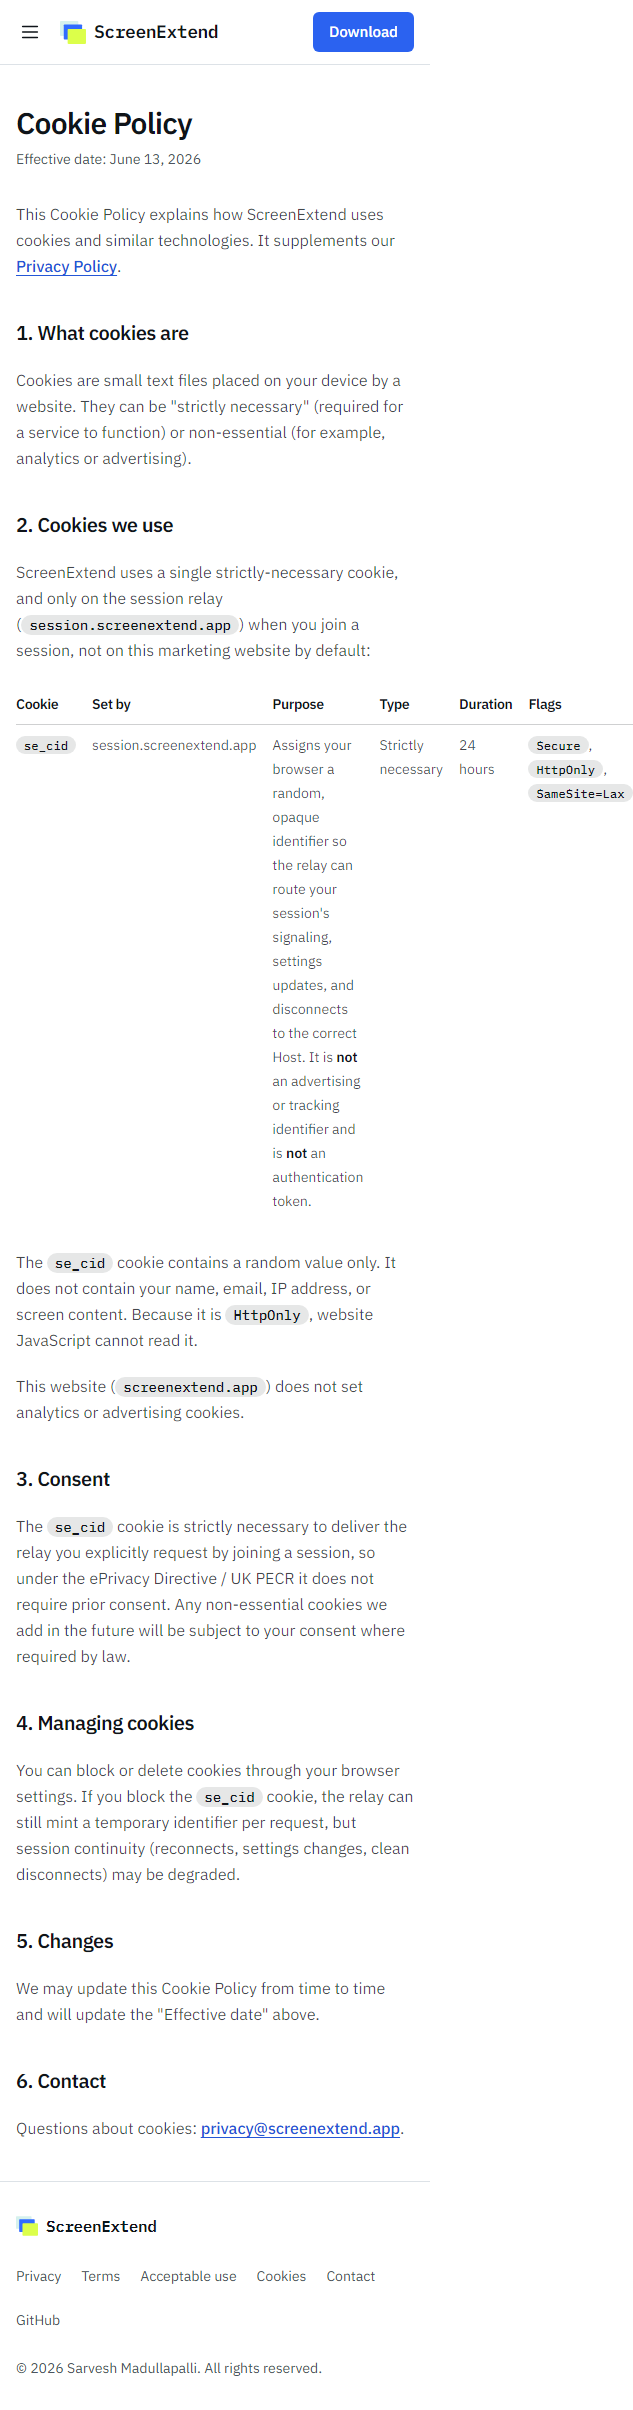 ScreenExtend
Download
Cookie Policy
Effective date: June 13, 2026
This Cookie Policy explains how ScreenExtend uses
cookies and similar technologies. It supplements our
Privacy Policy.
1. What cookies are
Cookies are small text files placed on your device by a
website. They can be "strictly necessary" (required for
a service to function) or non-essential (for example,
analytics or advertising).
2. Cookies we use
ScreenExtend uses a single strictly-necessary cookie,
and only on the session relay
(session.screenextend.app) when you join a
session, not on this marketing website by default:
Cookie Set by Purpose Type Duration Flags
se_cid session.screenextend.app Assigns your Strictly 24 Secure,
browser a necessary hours HttpOnly,
random, SameSite=Lax
opaque
identifier so
the relay can
route your
session's
signaling,
settings
updates, and
disconnects
to the correct
Host. It is not
an advertising
or tracking
identifier and
is not an
authentication
token.
The se_cid cookie contains a random value only. It
does not contain your name, email, IP address, or
screen content. Because it is HttpOnly, website
JavaScript cannot read it.
This website (screenextend.app) does not set
analytics or advertising cookies.
3. Consent
The se_cid cookie is strictly necessary to deliver the
relay you explicitly request by joining a session, so
under the ePrivacy Directive / UK PECR it does not
require prior consent. Any non-essential cookies we
add in the future will be subject to your consent where
required by law.
4. Managing cookies
You can block or delete cookies through your browser
settings. If you block the se_cid cookie, the relay can
still mint a temporary identifier per request, but
session continuity (reconnects, settings changes, clean
disconnects) may be degraded.
5. Changes
We may update this Cookie Policy from time to time
and will update the "Effective date" above.
6. Contact
Questions about cookies: privacy@screenextend.app.
ScreenExtend
Privacy Terms Acceptable use Cookies Contact
GitHub
© 2026 Sarvesh Madullapalli. All rights reserved.